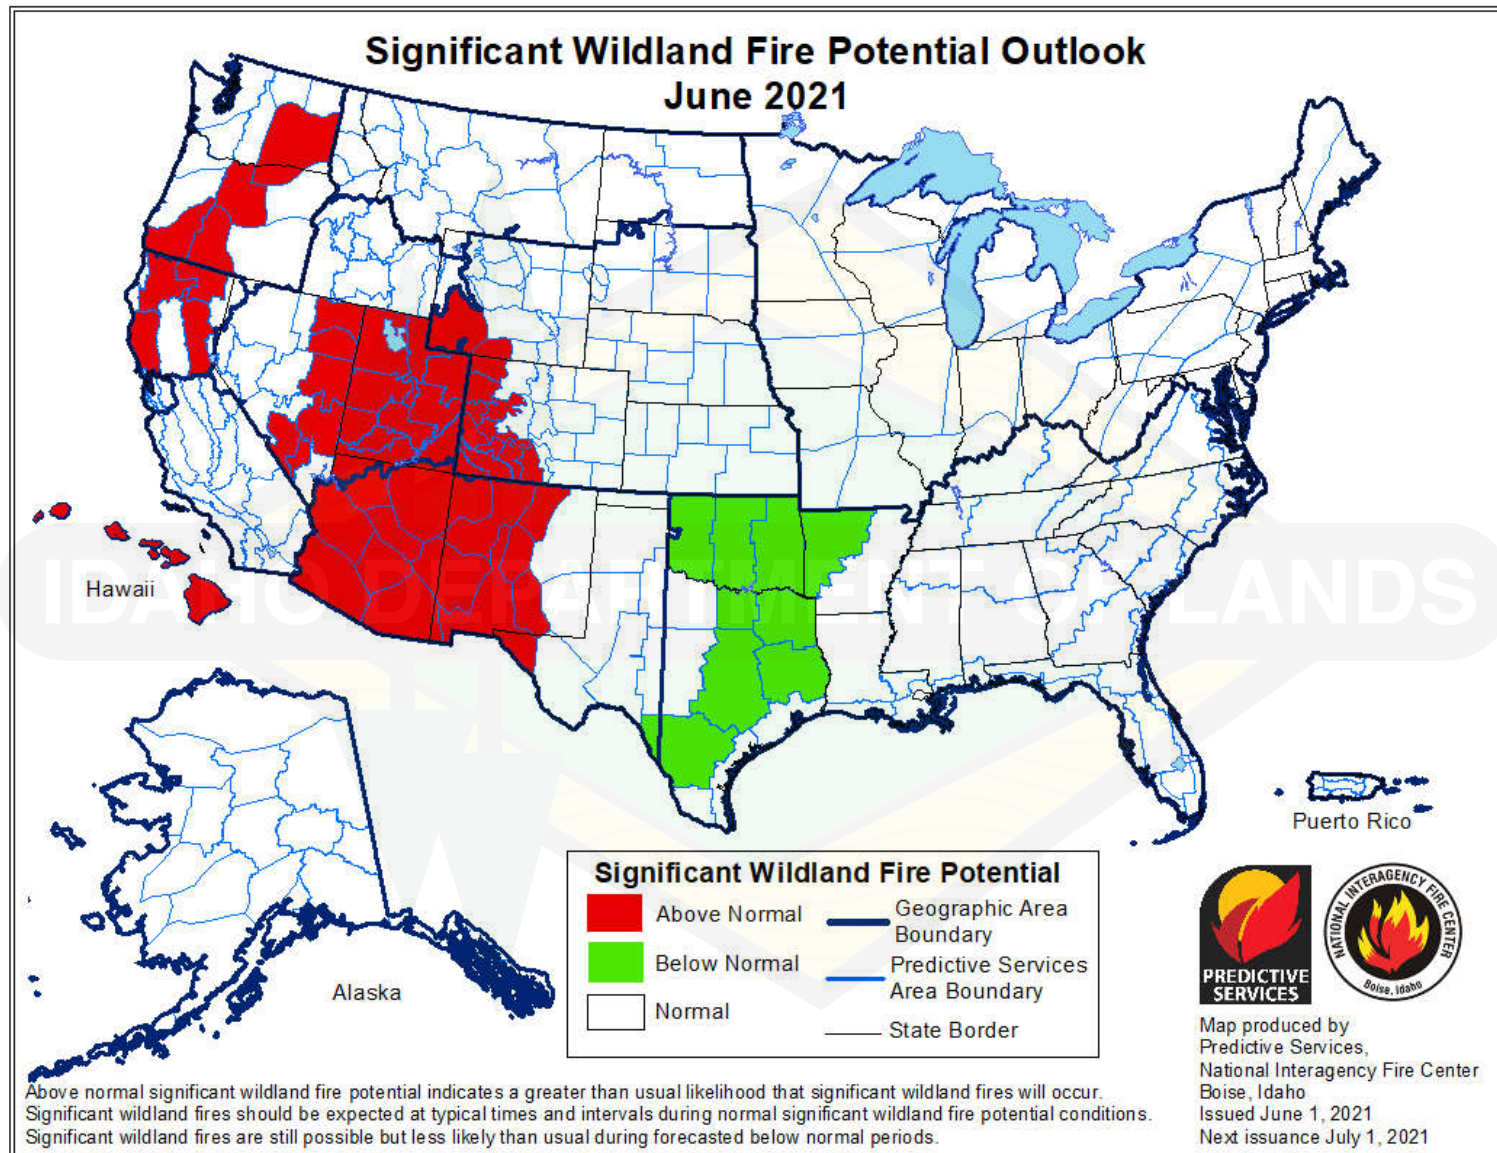 Significant Wildland Fire Potential Outlook
June 2021
IDAHO DEPARTMENT OF LANDS
Hawaii
Alaska
Puerto Rico
Significant Wildland Fire Potential
Above Normal
Below Normal
Normal
Geographic Area
Boundary
Predictive Services
Area Boundary
State Border
PREDICTIVE
SERVICES
NATIONAL INTERAGENCY FIRE CENTER
Boise, Idaho
Map produced by
Predictive Services,
National Interagency Fire Center
Boise, Idaho
Issued June 1, 2021
Next issuance July 1, 2021
Above normal significant wildland fire potential indicates a greater than usual likelihood that significant wildland fires will occur.
Significant wildland fires should be expected at typical times and intervals during normal significant wildland fire potential conditions.
Significant wildland fires are still possible but less likely than usual during forecasted below normal periods.